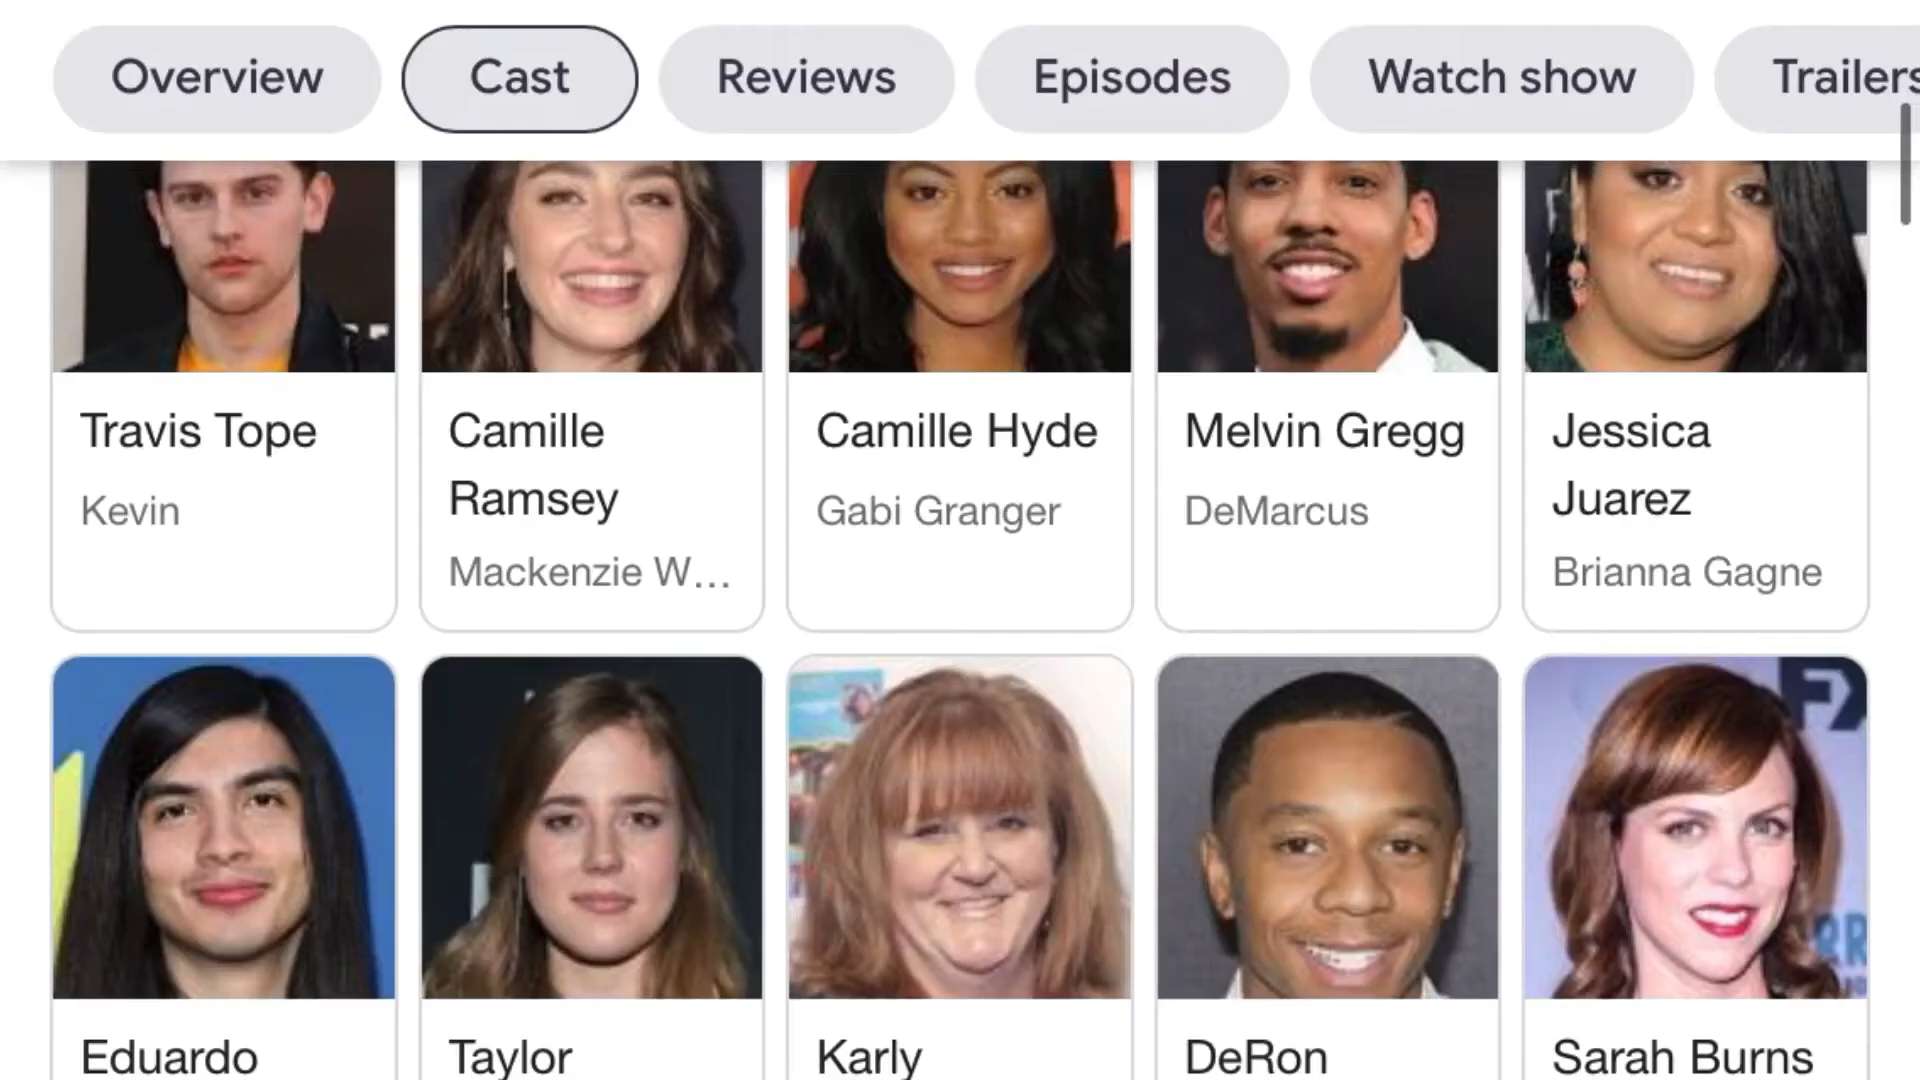 Overview Cast Reviews Episodes Watch show Trailers
Travis Tope
Kevin
Camille
Ramsey
Mackenzie W...
Camille Hyde
Gabi Granger
Melvin Gregg
DeMarcus
Jessica
Juarez
Brianna Gagne
FX
Eduardo
Taylor
Karly
DeRon
Sarah Burns